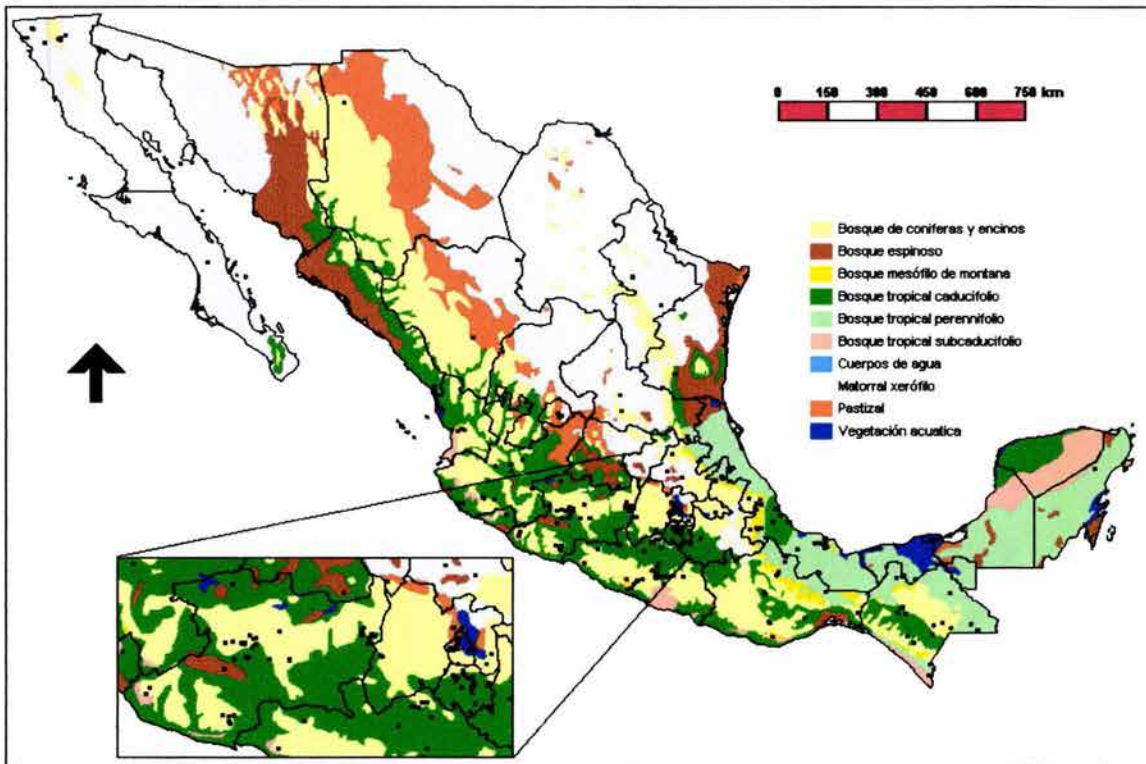 0 150 300 450 600 750 km
Bosque de coniferas y encinos
Bosque espinoso
Bosque mesófilo de montana
Bosque tropical caducifolio
Bosque tropical perennifolio
Bosque tropical subcaducifolio
Cuerpos de agua
Matorral xerófilo
Pastizal
Vegetación acuatica